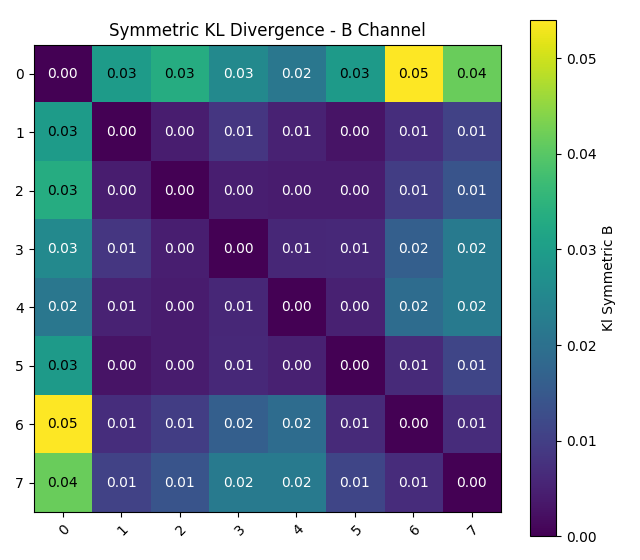 Symmetric KL Divergence - B Channel
0 0.00 0.03 0.03 0.03 0.02 0.03 0.05 0.04
1 0.03 0.00 0.00 0.01 0.01 0.00 0.01 0.01
2 0.03 0.00 0.00 0.00 0.00 0.00 0.01 0.01
3 0.03 0.01 0.00 0.00 0.01 0.01 0.02 0.02
4 0.02 0.01 0.00 0.01 0.00 0.00 0.02 0.02
5 0.03 0.00 0.00 0.01 0.00 0.00 0.01 0.01
6 0.05 0.01 0.01 0.02 0.02 0.01 0.00 0.01
7 0.04 0.01 0.01 0.02 0.02 0.01 0.01 0.00
0 1 2 3 4 5 6 7
0.05
0.04
0.03
0.02
0.01
0.00
Kl Symmetric B